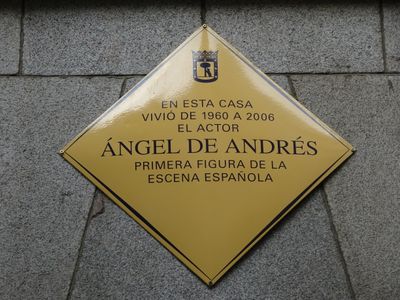 EN ESTA CASA
VIVIÓ DE 1960 A 2006
EL ACTOR
ÁNGEL DE ANDRÉS
PRIMERA FIGURA DE LA
ESCENA ESPAÑOLA